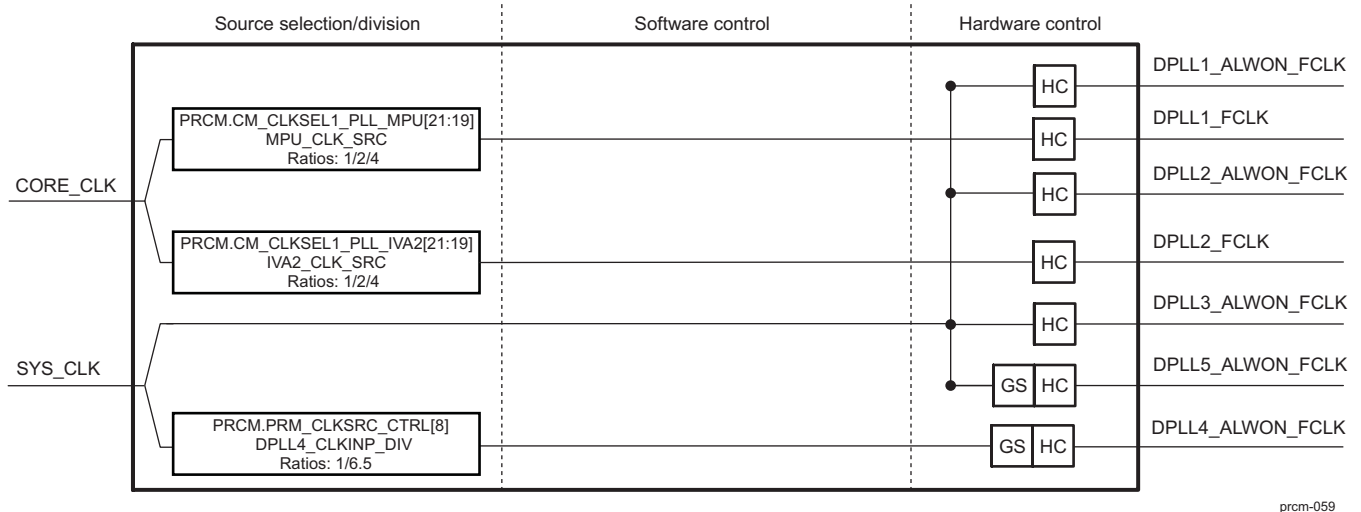 Source selection/division
Software control
Hardware control
DPLL1_ALWON_FCLK
HC
PRCM.CM_CLKSEL1_PLL_MPU[21:19]
MPU_CLK_SRC
Ratios: 1/2/4
DPLL1_FCLK
HC
CORE_CLK
DPLL2_ALWON_FCLK
HC
PRCM.CM_CLKSEL1_PLL_IVA2[21:19]
IVA2_CLK_SRC
Ratios: 1/2/4
DPLL2_FCLK
HC
DPLL3_ALWON_FCLK
HC
SYS_CLK
DPLL5_ALWON_FCLK
GS HC
PRCM.PRM_CLKSRC_CTRL[8]
DPLL4_CLKINP_DIV
Ratios: 1/6.5
DPLL4_ALWON_FCLK
GS HC
prcm-059